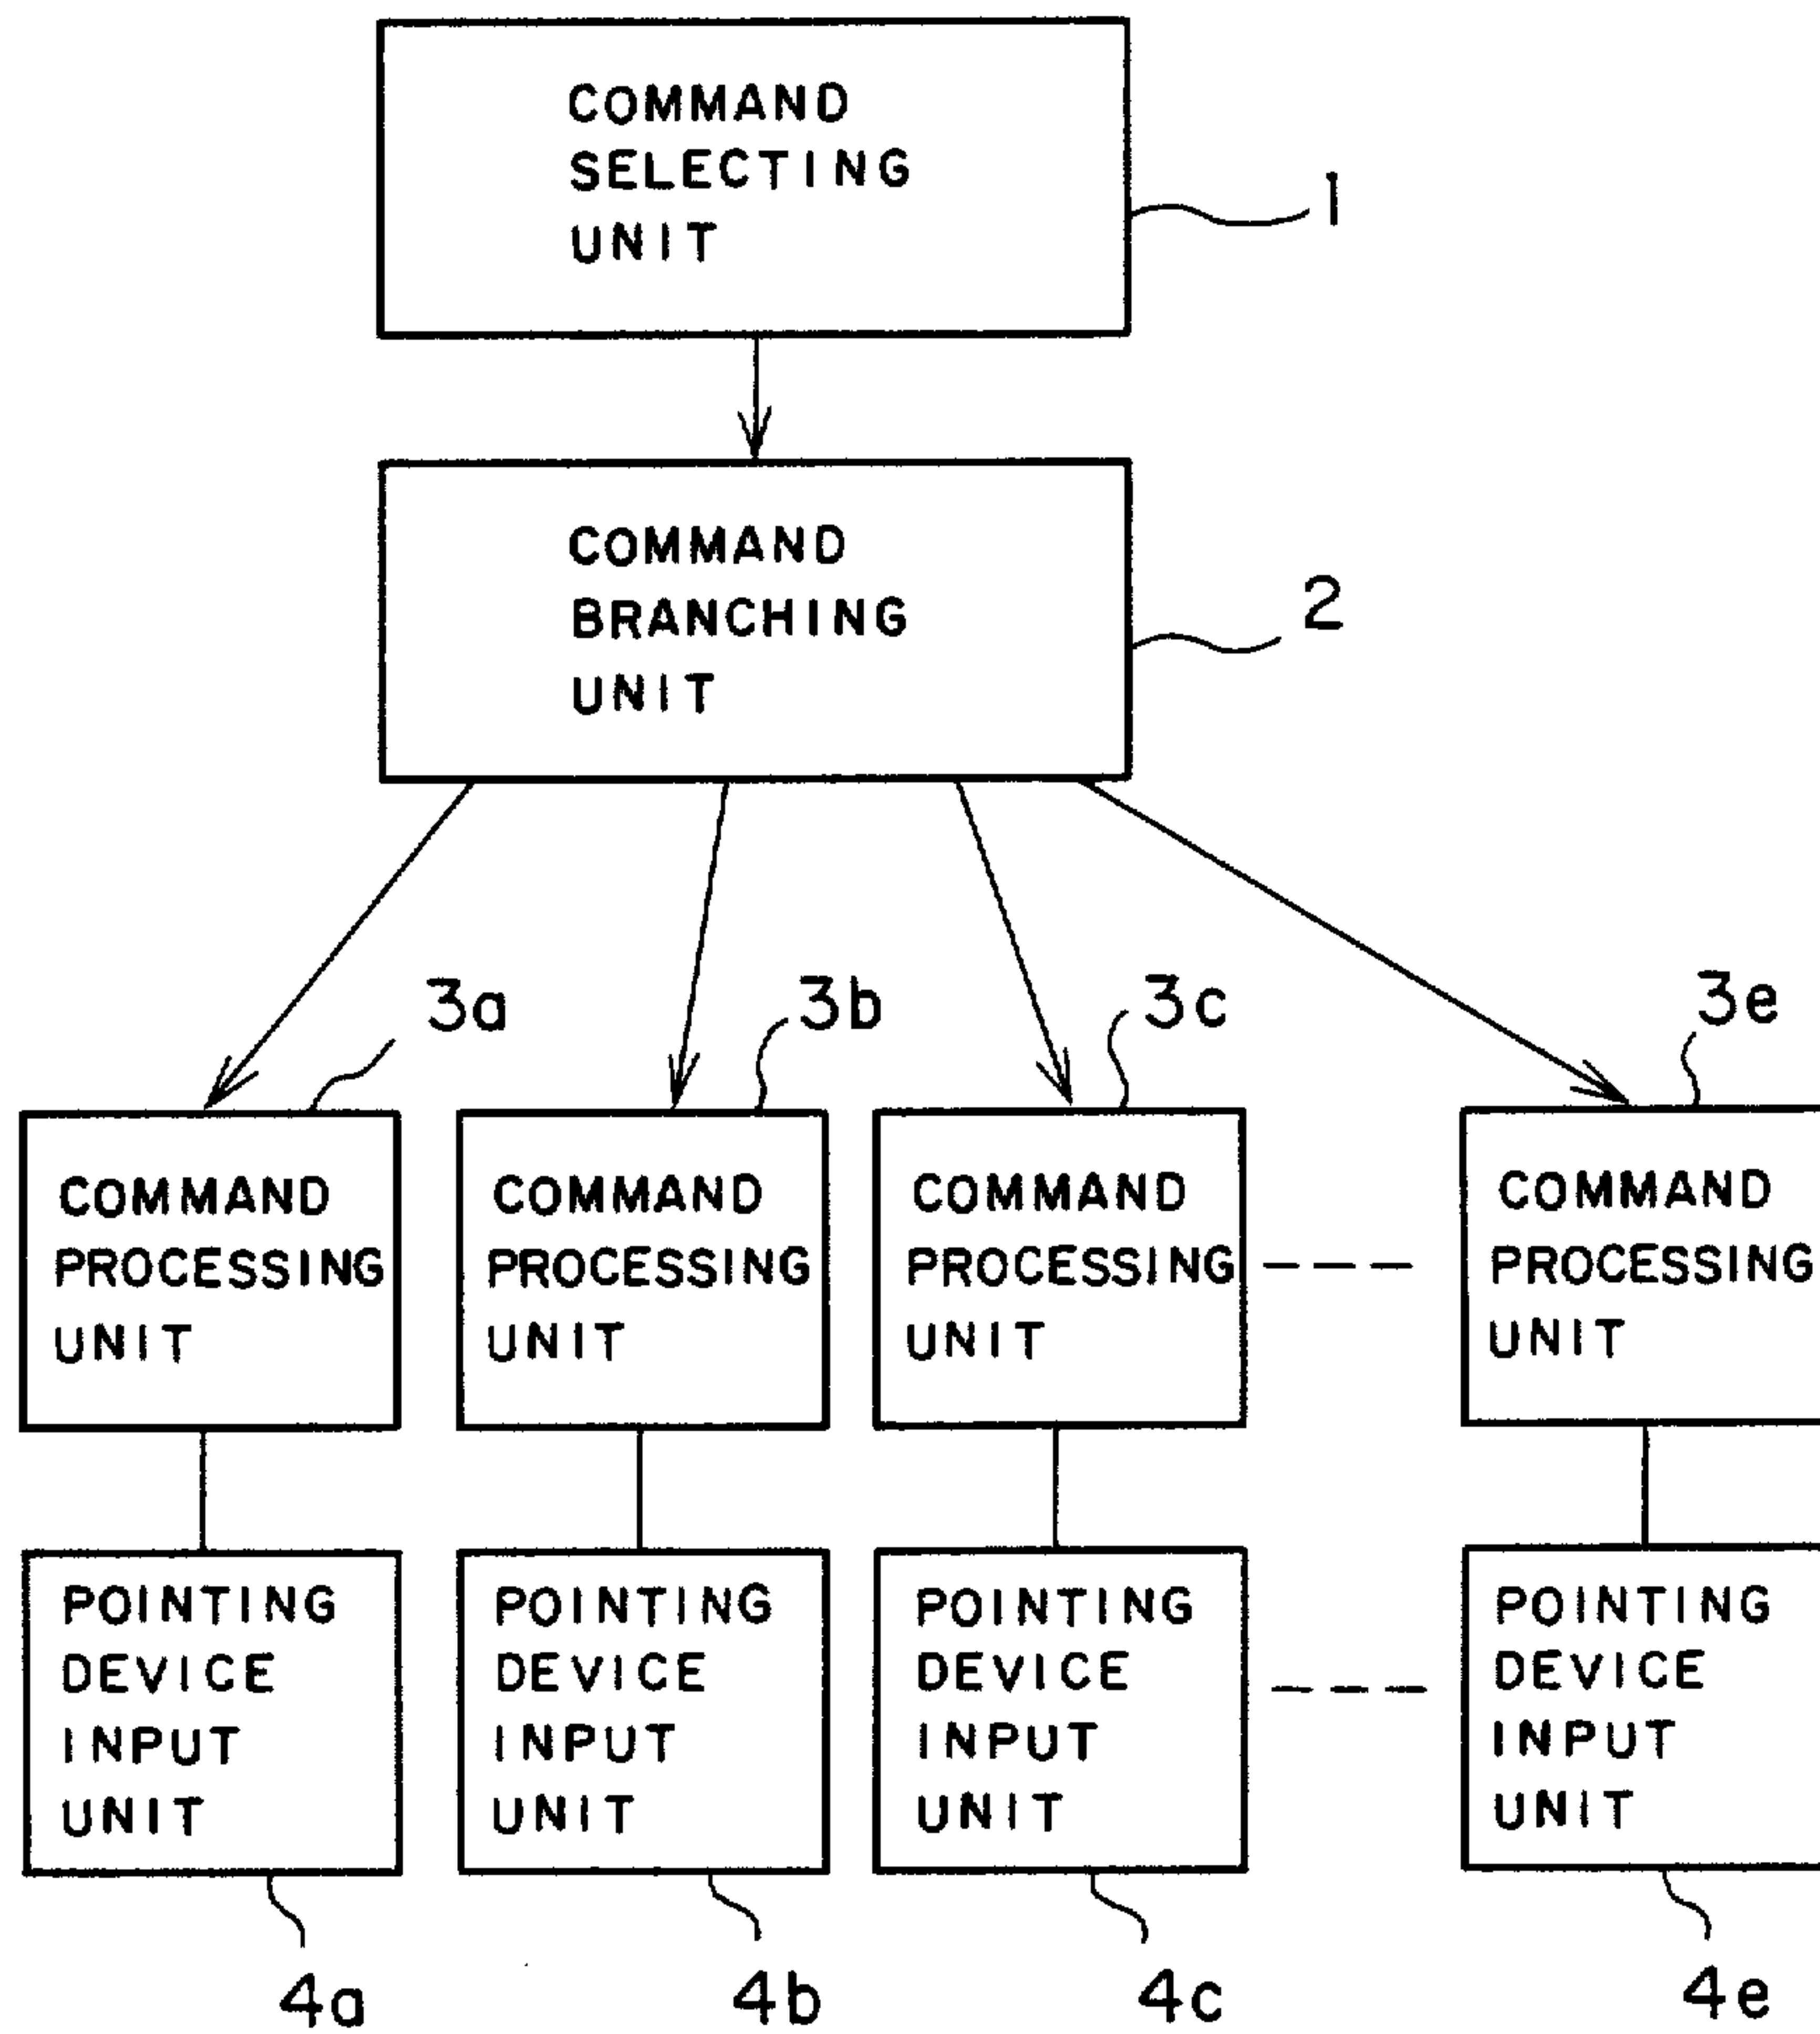 COMMAND
SELECTING
UNIT
1
COMMAND
BRANCHING
UNIT
2
3a
3b
3c
3e
COMMAND
PROCESSING
UNIT
COMMAND
PROCESSING
UNIT
COMMAND
PROCESSING
UNIT
COMMAND
PROCESSING
UNIT
POINTING
DEVICE
INPUT
UNIT
POINTING
DEVICE
INPUT
UNIT
POINTING
DEVICE
INPUT
UNIT
POINTING
DEVICE
INPUT
UNIT
4a
4b
4c
4e